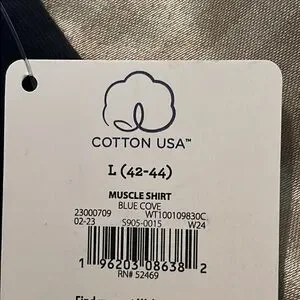 COTTON USA™
L (42-44)
MUSCLE SHIRT
BLUE COVE
23000709 WT100109830C
02-23 S905-0015 W24
1 96203 08638 2
RN# 52469